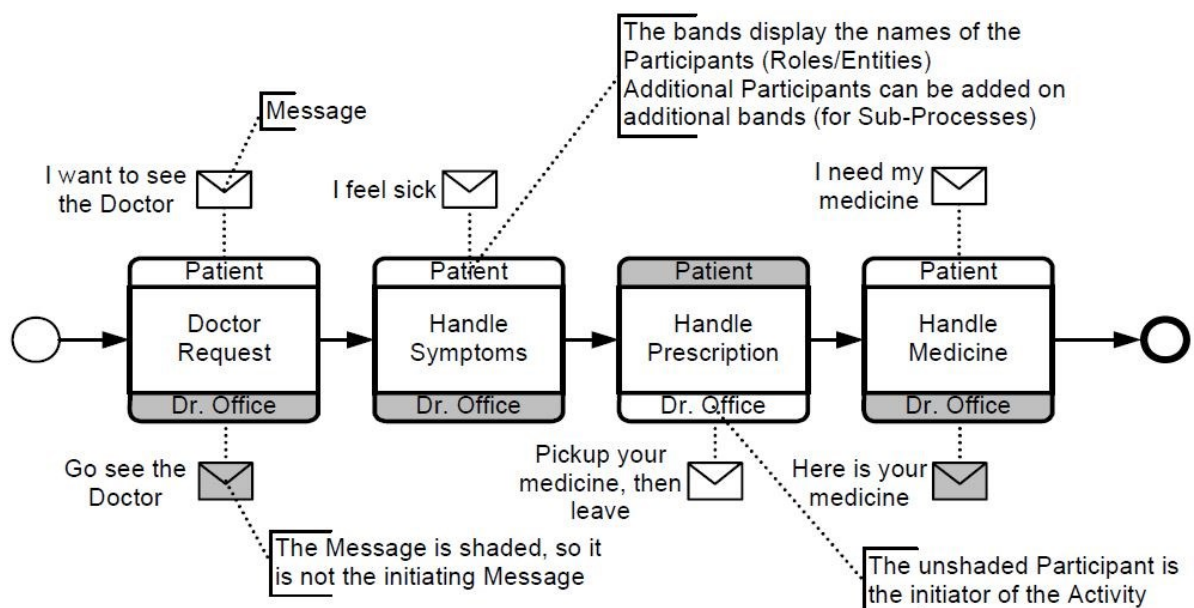 The bands display the names of the
Participants (Roles/Entities)
Additional Participants can be added on
additional bands (for Sub-Processes)
Message
I want to see
the Doctor
I feel sick
I need my
medicine
Patient
Doctor
Request
Dr. Office
Patient
Handle
Symptoms
Dr. Office
Patient
Handle
Prescription
Dr. Office
Patient
Handle
Medicine
Dr. Office
Go see the
Doctor
Pickup your
medicine, then
leave
Here is your
medicine
The Message is shaded, so it
is not the initiating Message
The unshaded Participant is
the initiator of the Activity